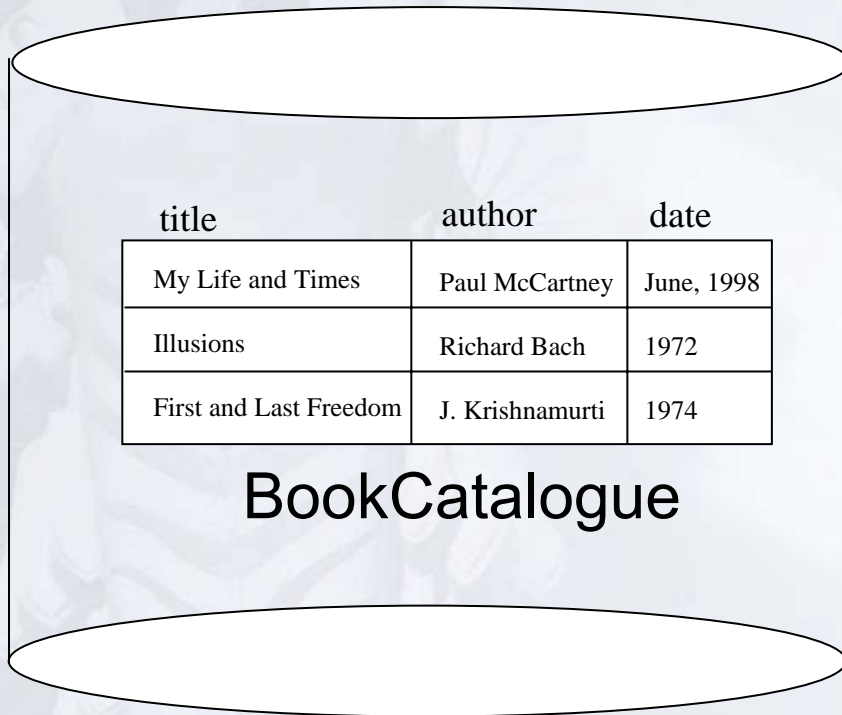 title author date
My Life and Times Paul McCartney June, 1998
Illusions Richard Bach 1972
First and Last Freedom J. Krishnamurti 1974
BookCatalogue